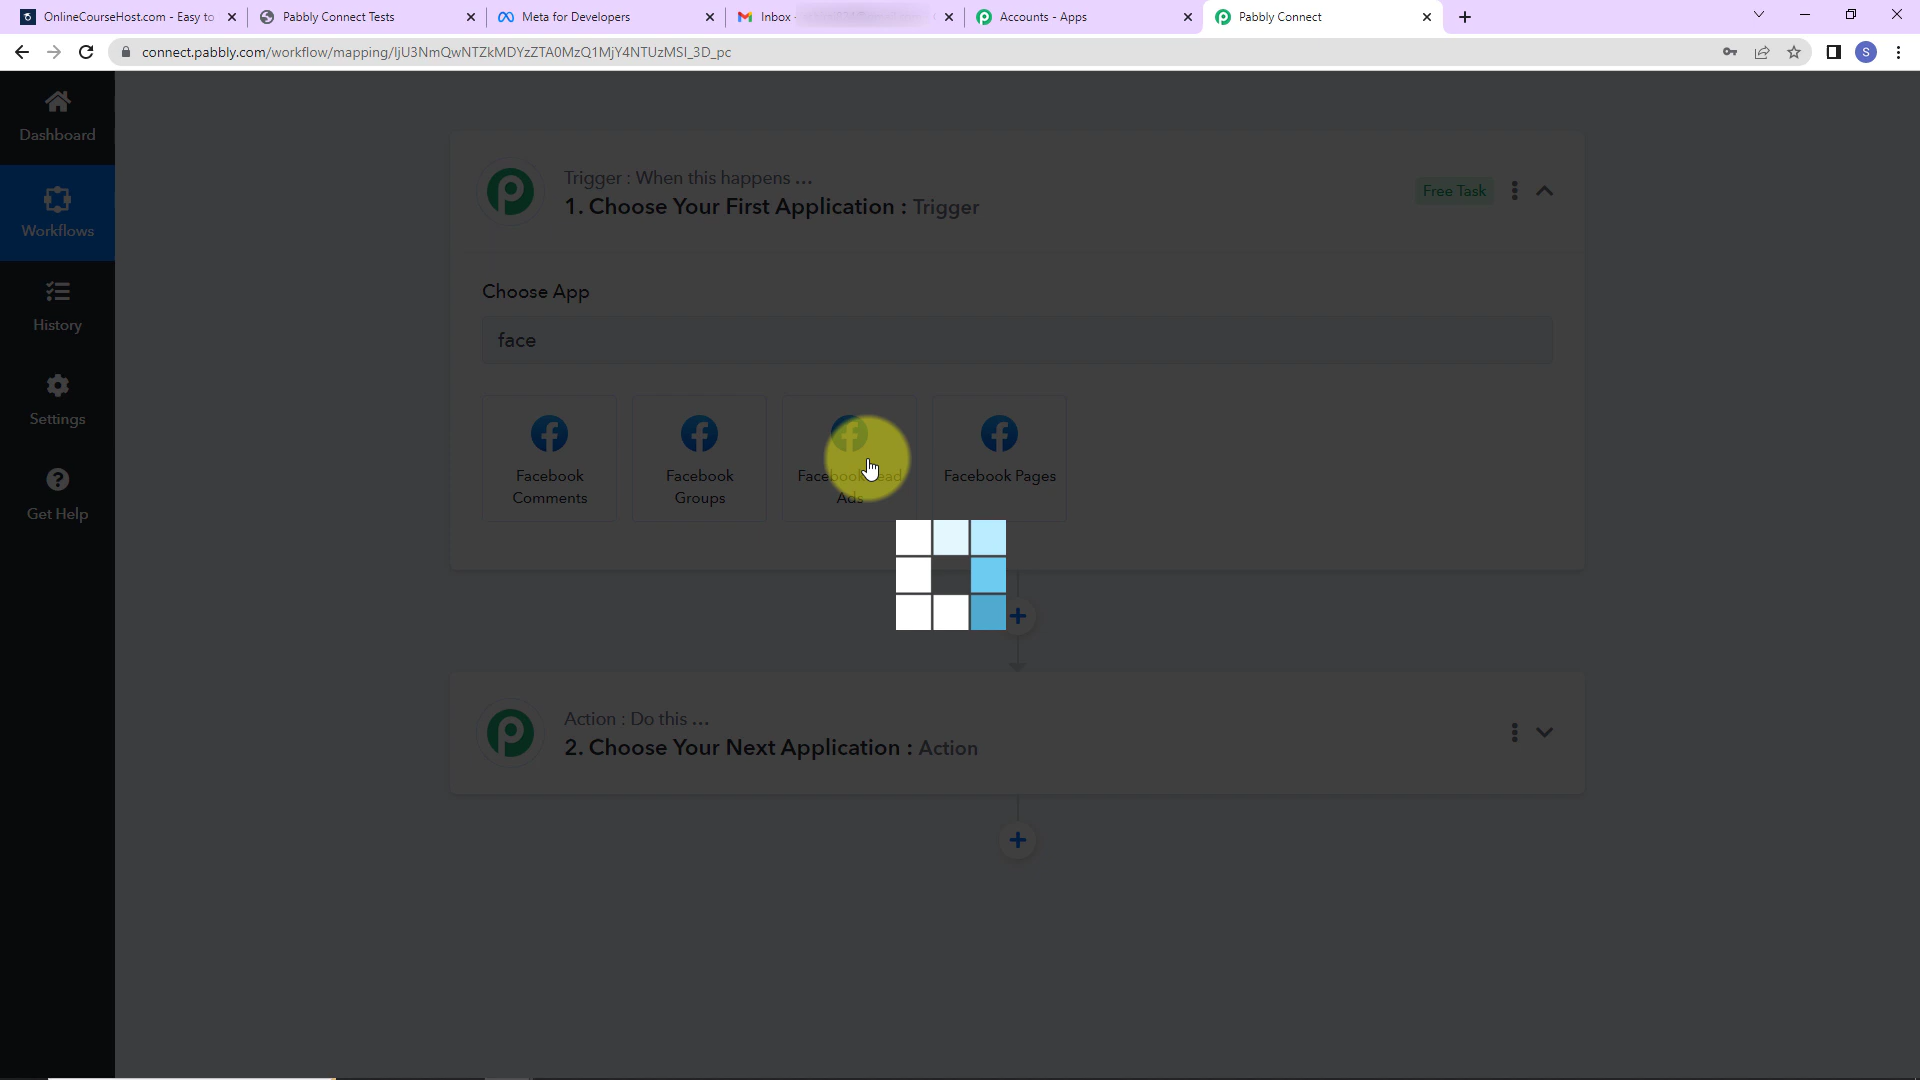 OnlineCourseHost.com - Easy to
Pabbly Connect Tests
Meta for Developers
Inbox -
Accounts - Apps
Pabbly Connect
connect.pabbly.com/workflow/mapping/IjU3NmQwNTZkMDYzZTA0MzQ1MjY4NTUzMSI_3D_pc
S
Dashboard
Workflows
History
Settings
Get Help
Trigger : When this happens ...
1. Choose Your First Application : Trigger
Free Task
Choose App
face
Facebook
Comments
Facebook
Groups
Facebook Lead
Ads
Facebook Pages
Action : Do this ...
2. Choose Your Next Application : Action